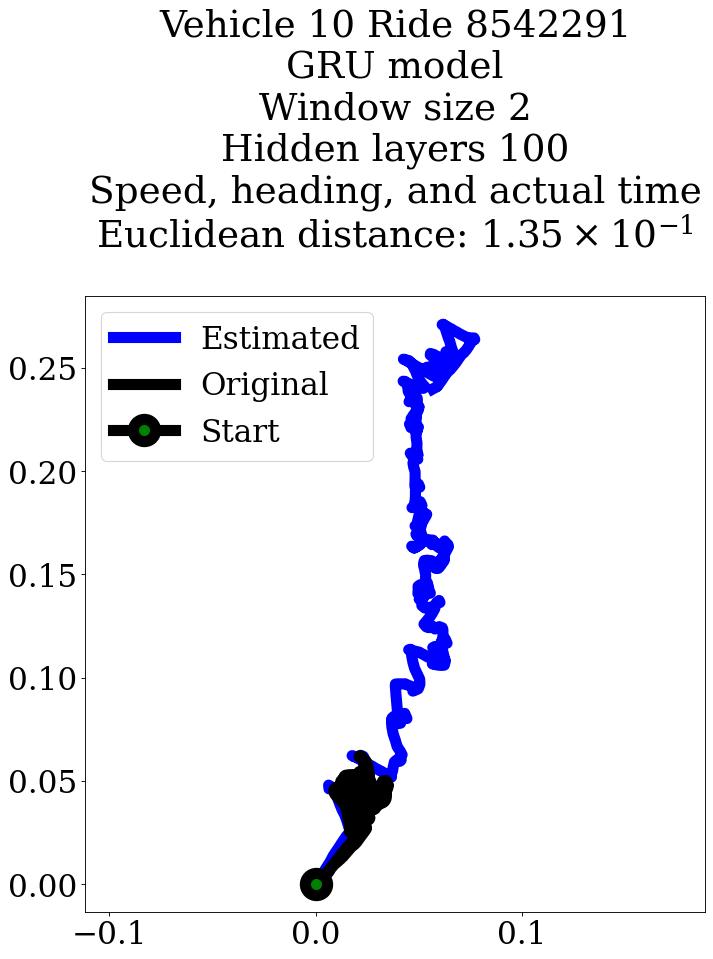 Vehicle 10 Ride 8542291
GRU model
Window size 2
Hidden layers 100
Speed, heading, and actual time
Euclidean distance: 1.35 × 10⁻¹
Estimated
Original
Start
0.25
0.20
0.15
0.10
0.05
0.00
−0.1
0.0
0.1